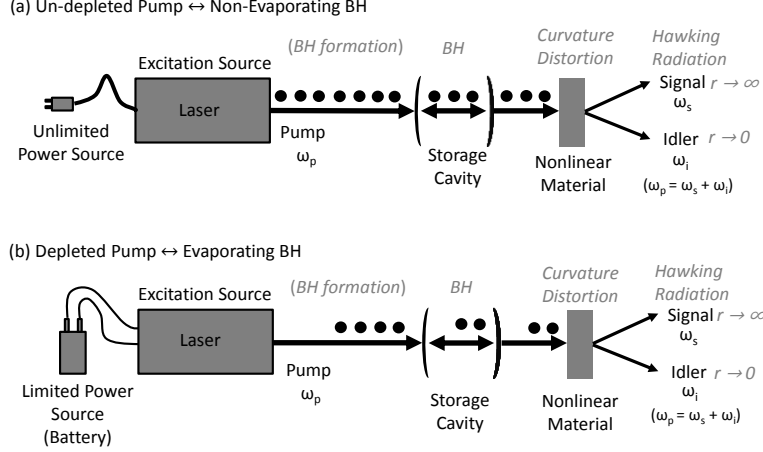 (a) Un-depleted Pump ↔ Non-Evaporating BH
Excitation Source
(BH formation)
BH
Curvature
Distortion
Hawking
Radiation
Laser
Unlimited
Power Source
Pump
ωp
Storage
Cavity
Nonlinear
Material
Signal r → ∞
ωs
Idler r → 0
ωi
(ωp = ωs + ωi)
(b) Depleted Pump ↔ Evaporating BH
Excitation Source
(BH formation)
BH
Curvature
Distortion
Hawking
Radiation
Laser
Limited Power
Source
(Battery)
Pump
ωp
Storage
Cavity
Nonlinear
Material
Signal r → ∞
ωs
Idler r → 0
ωi
(ωp = ωs + ωi)